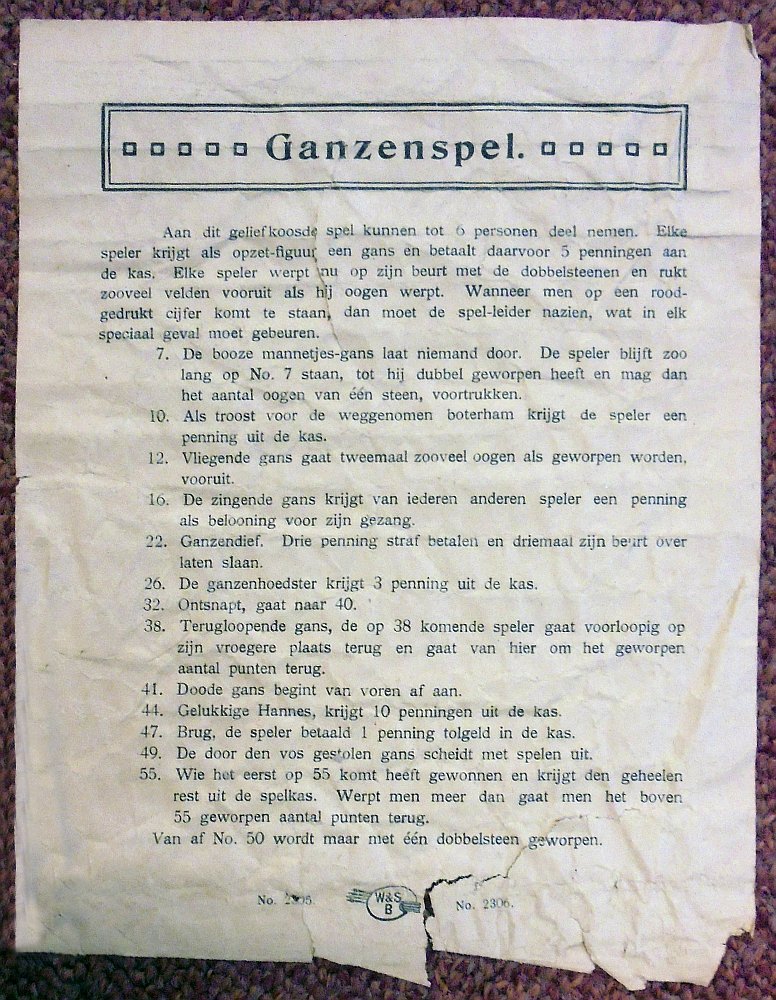 Ganzenspel.
Aan dit geliefkoosde spel kunnen tot 6 personen deel nemen. Elke
speler krijgt als opzet-figuur een gans en betaalt daarvoor 5 penningen aan
de kas. Elke speler werpt nu op zijn beurt met de dobbelsteenen en rukt
zooveel velden vooruit als hij oogen werpt. Wanneer men op een rood-
gedrukt cijfer komt te staan, dan moet de spel-leider nazien, wat in elk
speciaal geval moet gebeuren.
7. De booze mannetjes-gans laat niemand door. De speler blijft zoo
lang op No. 7 staan, tot hij dubbel geworpen heeft en mag dan
het aantal oogen van één steen, voortrukken.
10. Als troost voor de weggenomen boterham krijgt de speler een
penning uit de kas.
12. Vliegende gans gaat tweemaal zooveel oogen als geworpen worden,
vooruit.
16. De zingende gans krijgt van iederen anderen speler een penning
als belooning voor zijn gezang.
22. Ganzendief. Drie penning straf betalen en driemaal zijn beurt over
laten slaan.
26. De ganzenhoedster krijgt 3 penning uit de kas.
32. Ontsnapt, gaat naar 40.
38. Terugloopende gans, de op 38 komende speler gaat voorloopig op
zijn vroegere plaats terug en gaat van hier om het geworpen
aantal punten terug.
41. Doode gans begint van voren af aan.
44. Gelukkige Hannes, krijgt 10 penningen uit de kas.
47. Brug, de speler betaald 1 penning tolgeld in de kas.
49. De door den vos gestolen gans scheidt met spelen uit.
55. Wie het eerst op 55 komt heeft gewonnen en krijgt den geheelen
rest uit de spelkas. Werpt men meer dan gaat men het boven
55 geworpen aantal punten terug.
Van af No. 50 wordt maar met één dobbelsteen geworpen.
No. W&S B No. 2306.